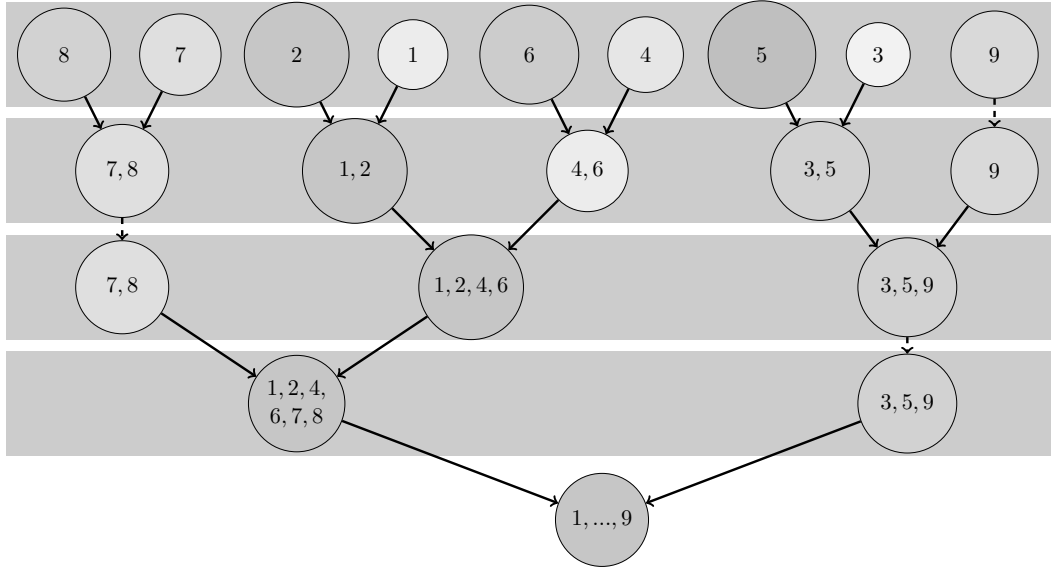 8
7
2
1
6
4
5
3
9
7, 8
1, 2
4, 6
3, 5
9
7, 8
1, 2, 4, 6
3, 5, 9
1, 2, 4,
6, 7, 8
3, 5, 9
1, ..., 9